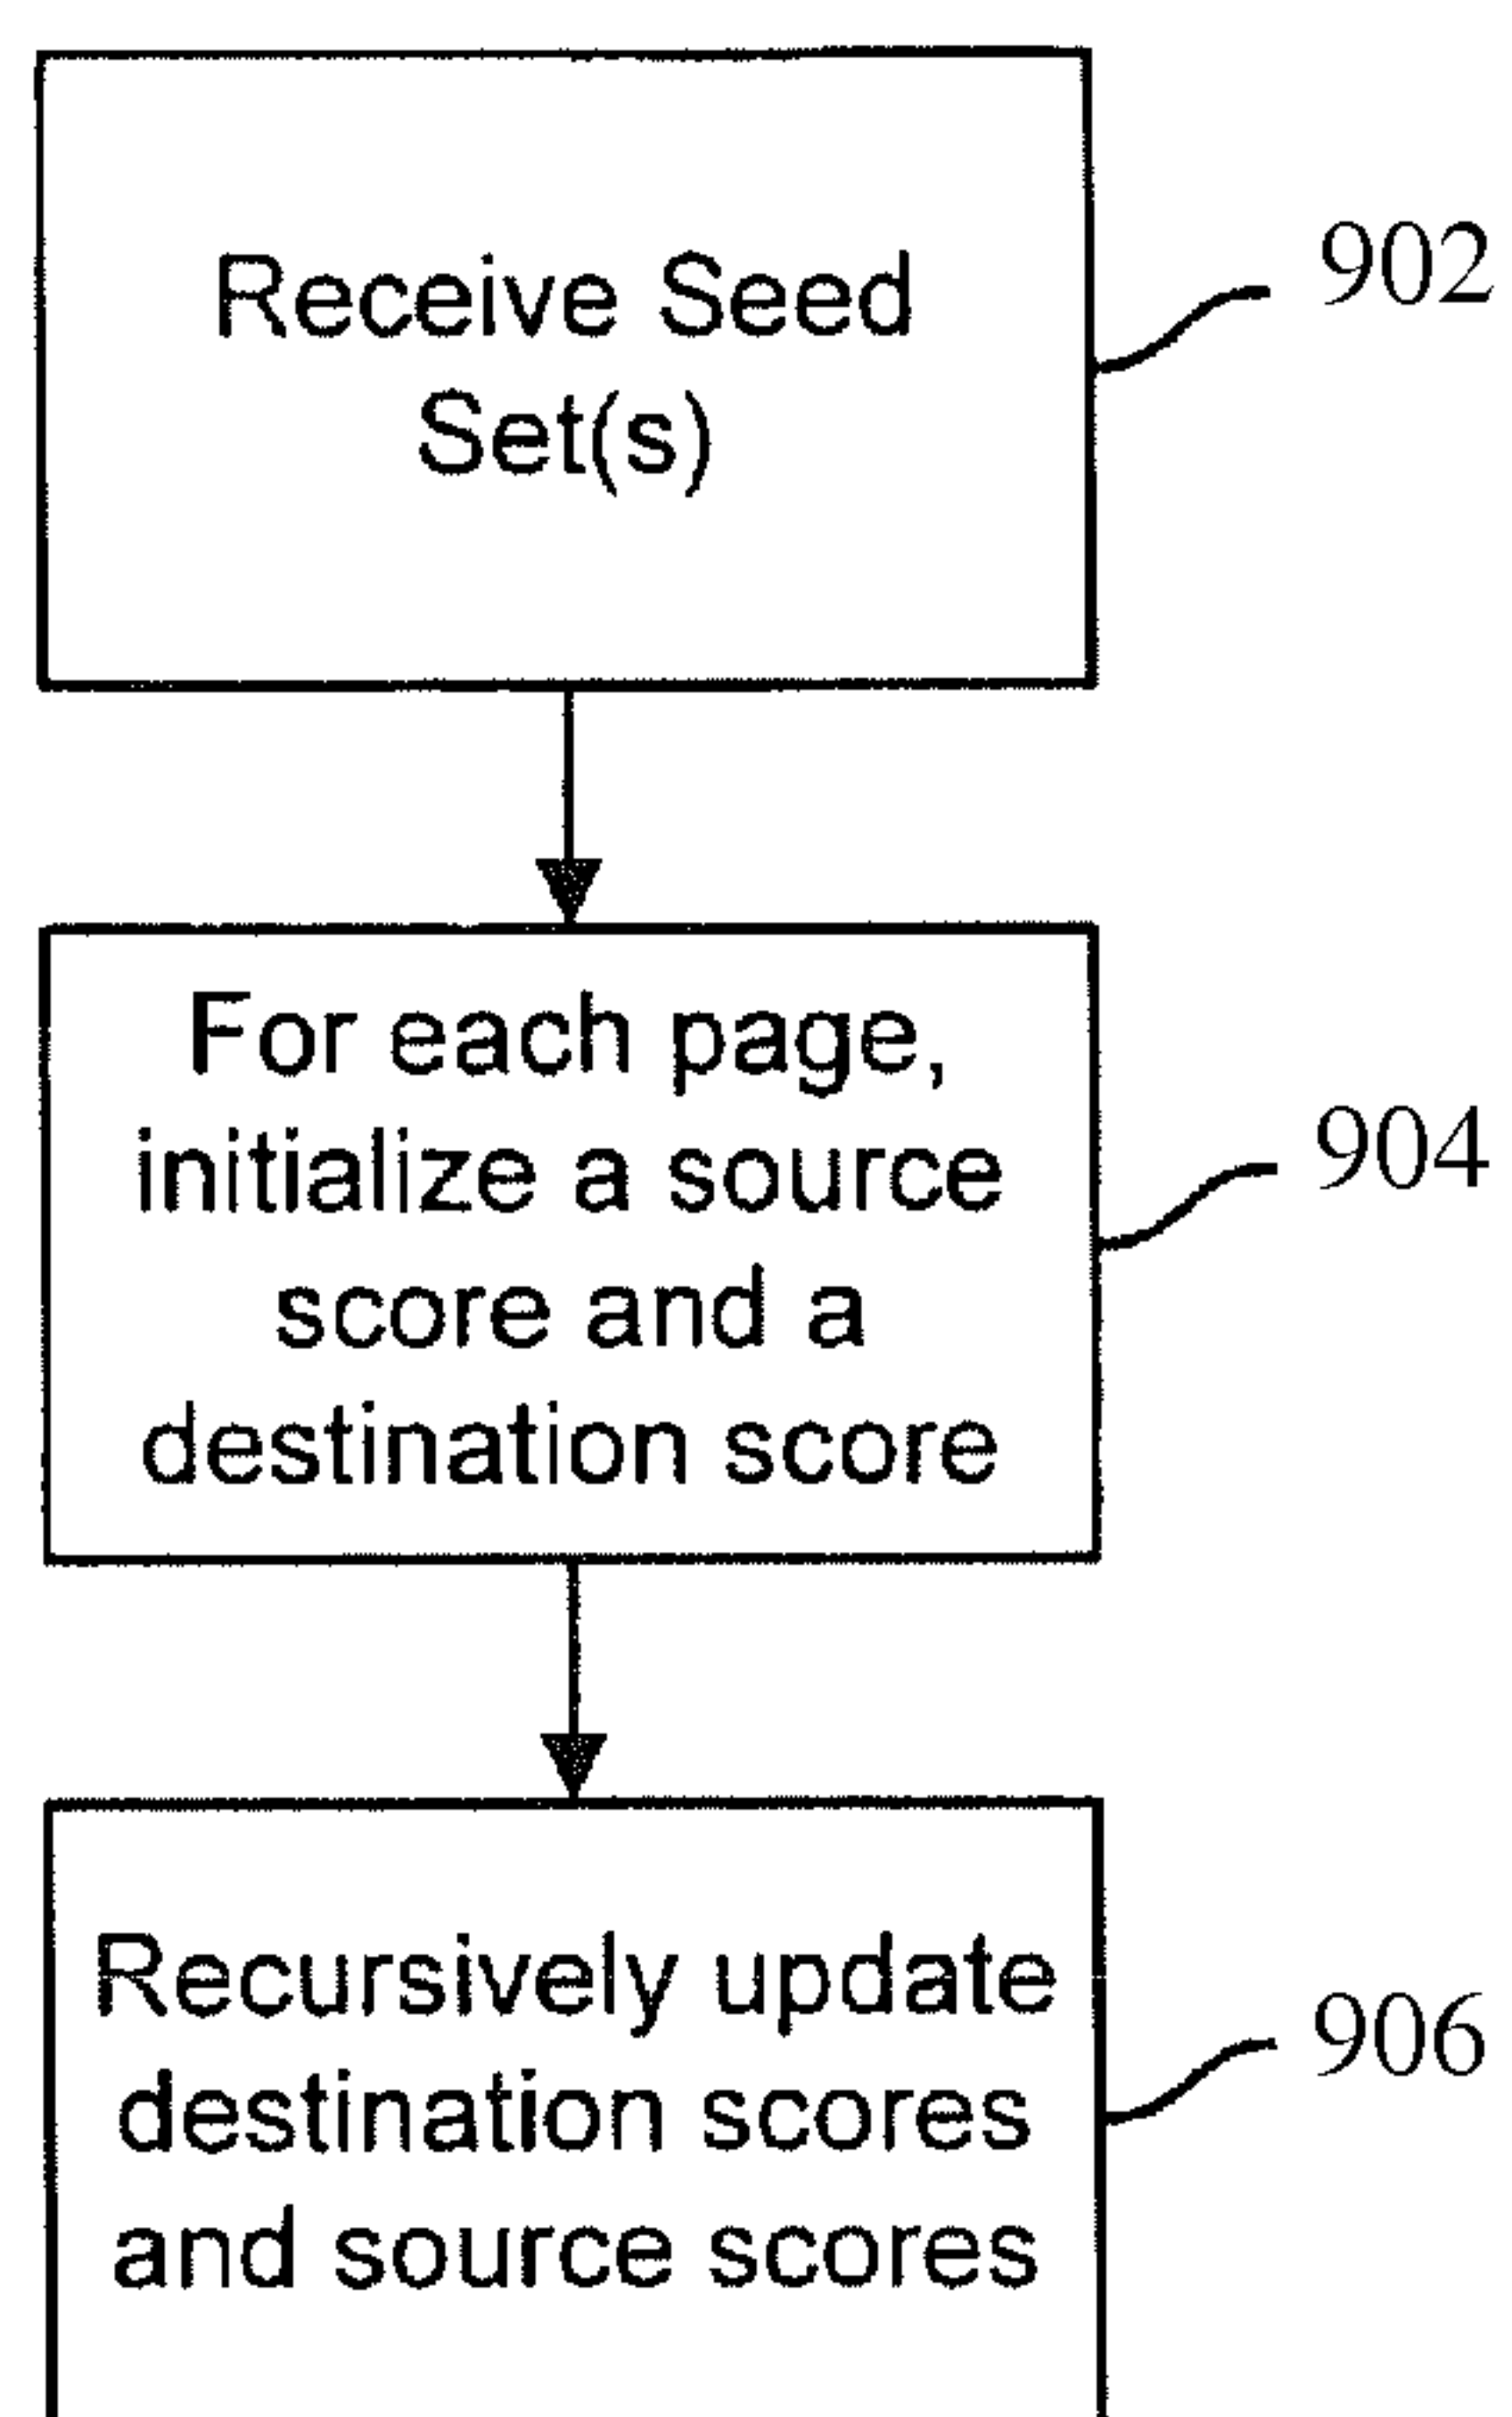 Receive Seed
Set(s)
902
For each page,
initialize a source
score and a
destination score
904
Recursively update
destination scores
and source scores
906